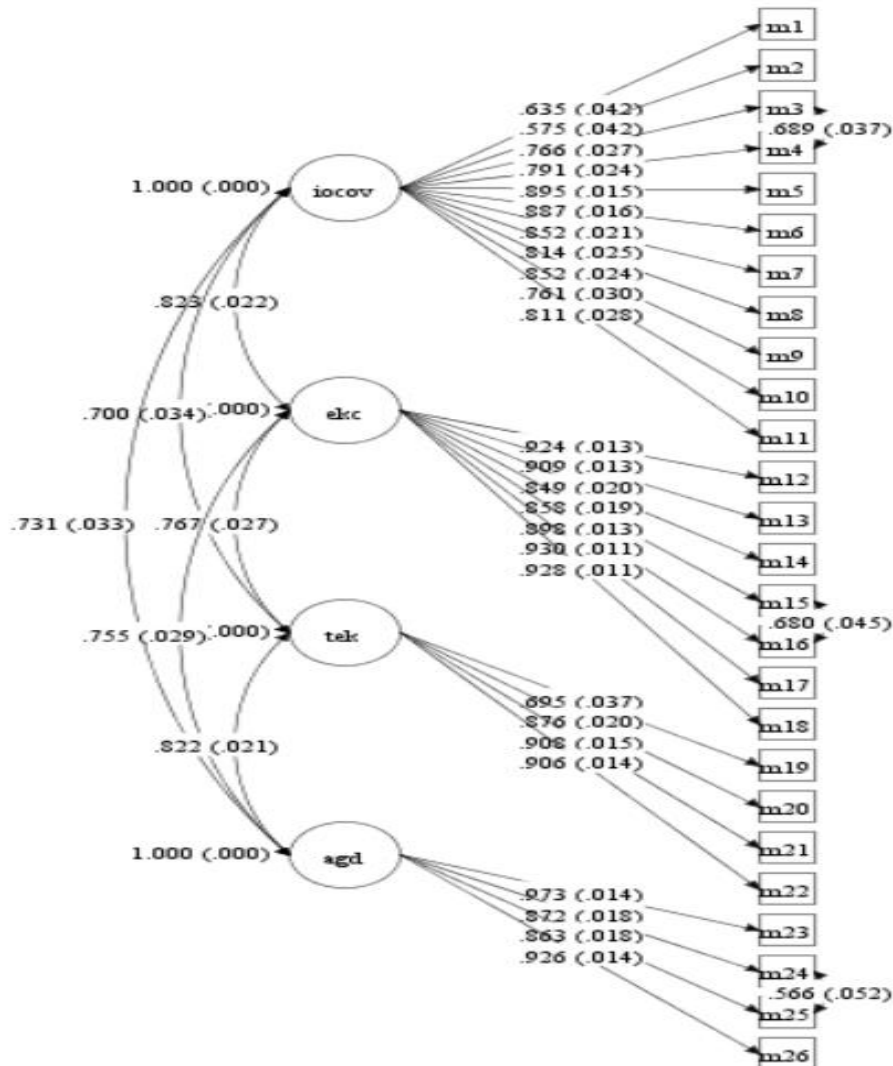 m1
m2
m3
.635 (.042)
.689 (.037)
.575 (.042)
m4
.766 (.027)
.791 (.024)
1.000 (.000)
iocov
.895 (.015)
m5
.887 (.016)
m6
.852 (.021)
.814 (.025)
m7
.852 (.024)
.823 (.022)
.761 (.030)
.811 (.028)
m8
m9
m10
.700 (.034)
.000)
ekc
m11
.924 (.013)
.909 (.013)
m12
.849 (.020)
.858 (.019)
m13
.731 (.033)
.767 (.027)
.898 (.013)
.930 (.011)
m14
.928 (.011)
m15
.680 (.045)
.755 (.029)
.000)
tek
m16
m17
.695 (.037)
m18
.876 (.020)
.822 (.021)
.908 (.015)
m19
.906 (.014)
m20
m21
1.000 (.000)
agd
m22
.973 (.014)
.872 (.018)
m23
.863 (.018)
.926 (.014)
m24
.566 (.052)
m25
m26